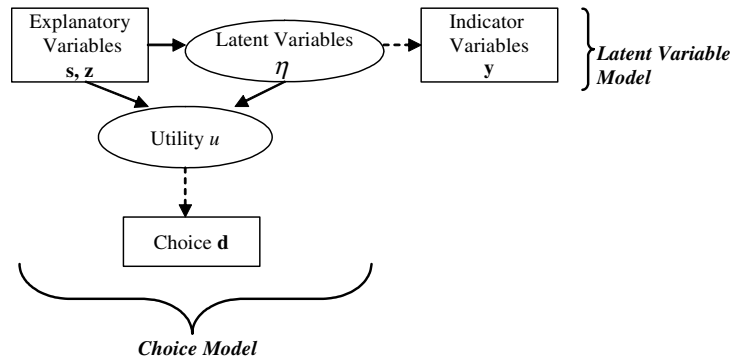 Explanatory
Variables
s, z
Latent Variables
η
Indicator
Variables
y
Latent Variable
Model
Utility u
Choice d
Choice Model